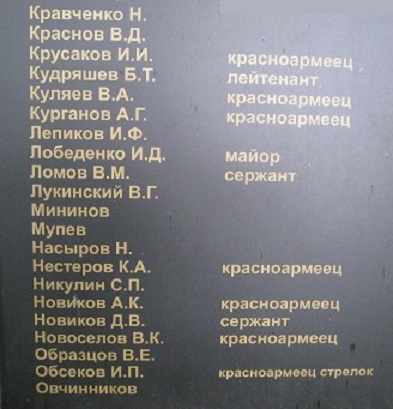 Кравченко Н.
Краснов В.Д.
Крусаков И.И. красноармеец
Кудряшев Б.Т. лейтенант
Куляев В.А. красноармеец
Курганов А.Г. красноармеец
Лепиков И.Ф.
Лобеденко И.Д. майор
Ломов В.М. сержант
Лукинский В.Г.
Мининов
Мупев
Насыров Н.
Нестеров К.А. красноармеец
Никулин С.П.
Новиков А.К. красноармеец
Новиков Д.В. сержант
Новоселов В.К. красноармеец
Образцов В.Е.
Обсеков И.П. красноармеец стрелок
Овчинников